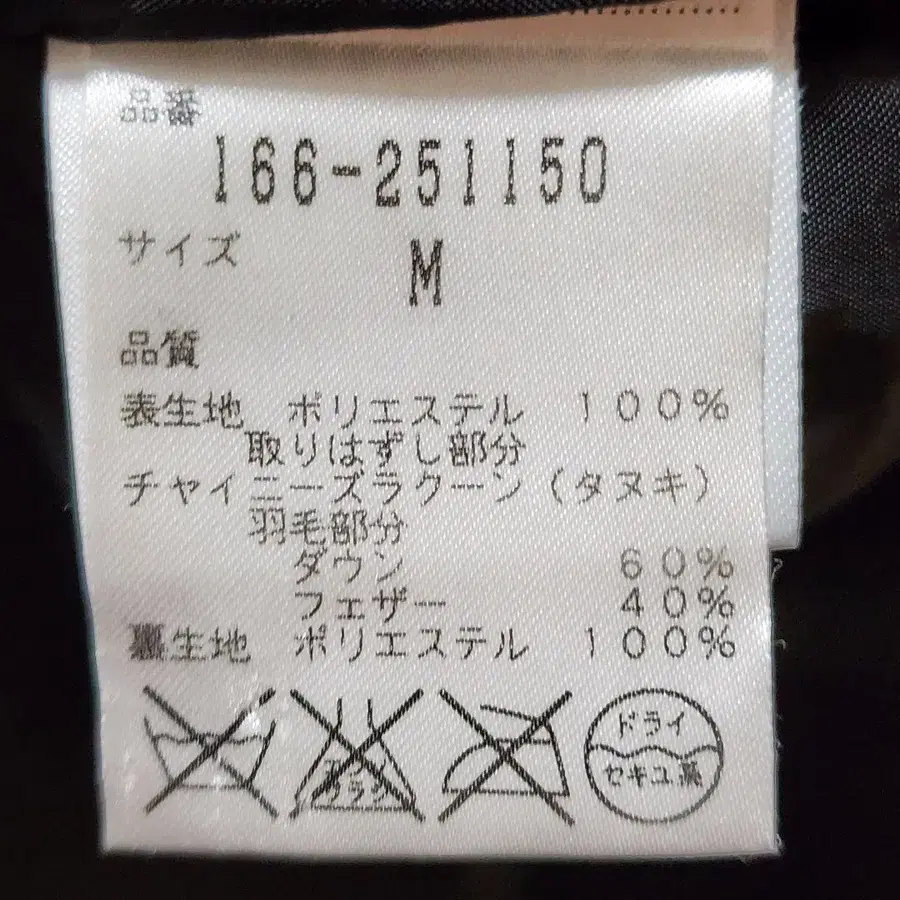 品番
166-251150
サイズ
M
品質
表生地 ポリエステル 100%
取りはずし部分
チャイニーズラクーン(タヌキ)
羽毛部分
ダウン 60%
フェザー 40%
裏生地 ポリエステル 100%
ドライ
セキユ系